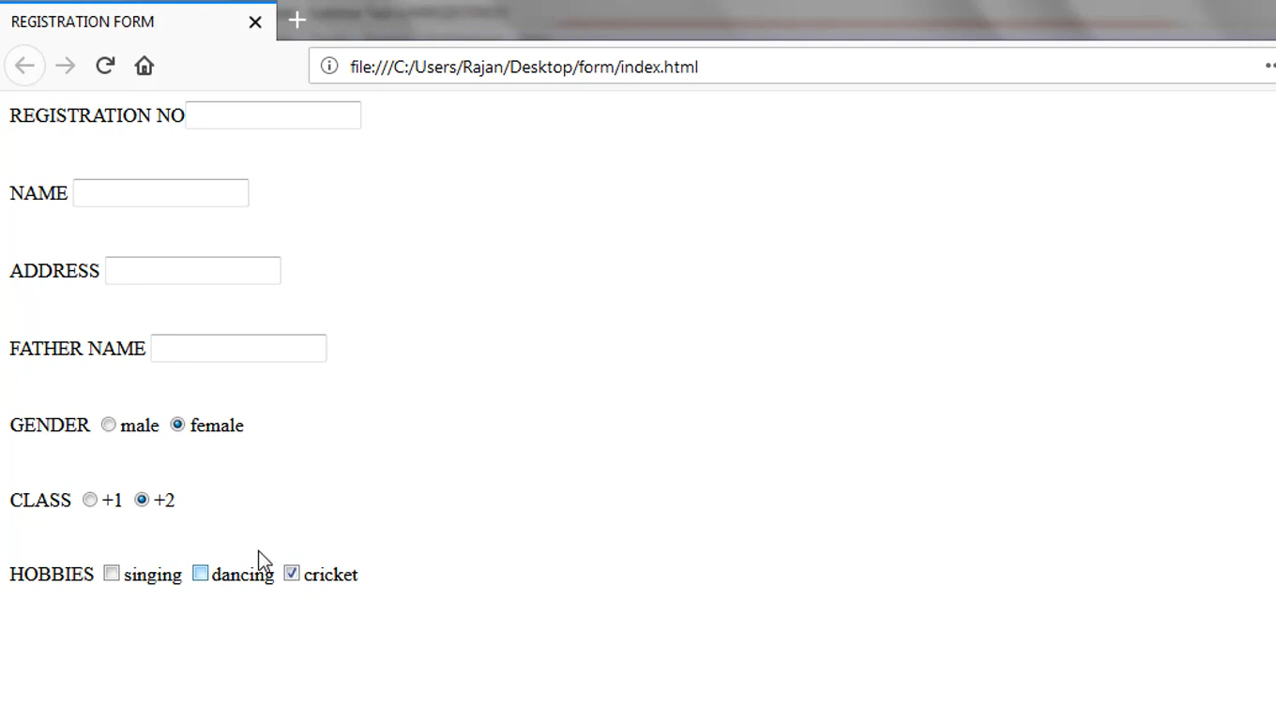 REGISTRATION FORM
file:///C:/Users/Rajan/Desktop/form/index.html
REGISTRATION NO
NAME
ADDRESS
FATHER NAME
GENDER male female
CLASS +1 +2
HOBBIES singing dancing cricket